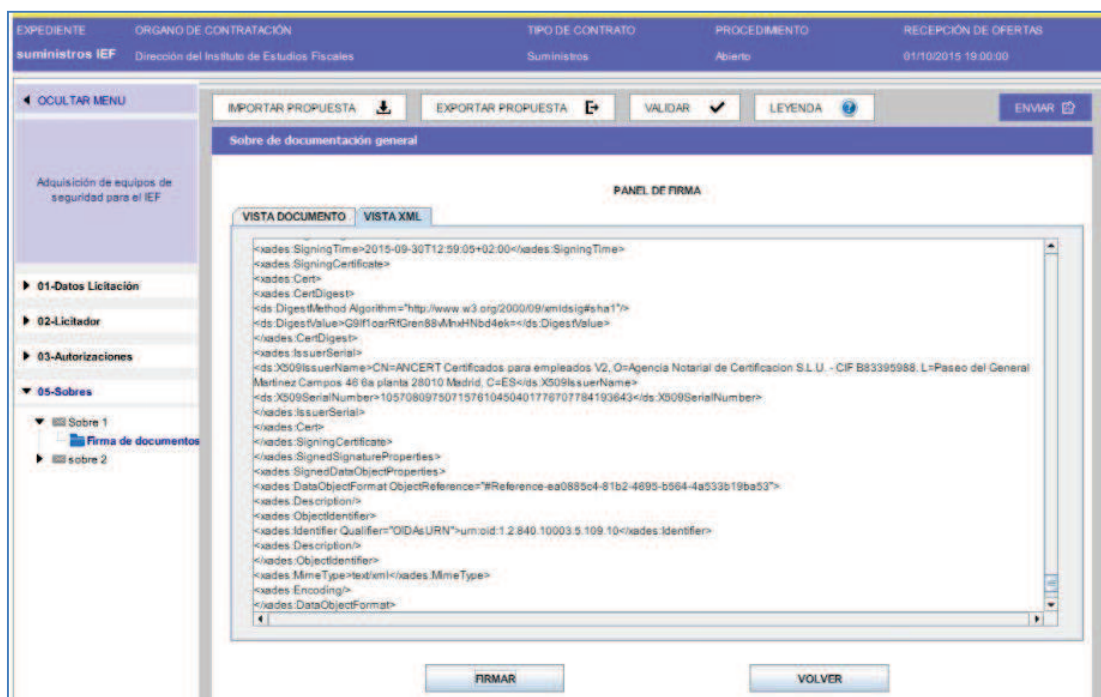 EXPEDIENTE ORGANO DE CONTRATACIÓN TIPO DE CONTRATO PROCEDIMIENTO RECEPCIÓN DE OFERTAS
suministros IEF Dirección del Instituto de Estudios Fiscales Suministros Abierto 01/10/2015 19:00:00
OCULTAR MENU
IMPORTAR PROPUESTA EXPORTAR PROPUESTA VALIDAR LEYENDA ENVIAR
Sobre de documentación general
Adquisición de equipos de
seguridad para el IEF
PANEL DE FIRMA
VISTA DOCUMENTO VISTA XML
01-Datos Licitación
02-Licitador
03-Autorizaciones
05-Sobres
Sobre 1
Firma de documentos
sobre 2
<xades:SigningTime>2015-09-30T12:59:05+02:00</xades:SigningTime>
<xades:SigningCertificate>
<xades:Cert>
<xades:CertDigest>
<ds:DigestMethod Algorithm="http://www.w3.org/2000/09/xmldsig#sha1"/>
<ds:DigestValue></ds:DigestValue>
</xades:CertDigest>
<xades:IssuerSerial>
<ds:X509IssuerName>CN=ANCERT Certificados para empleados V2, O=Agencia Notarial de Certificacion S.L.U. - CIF B83395988, L=Paseo del General
Martinez Campos 46 6a planta 28010 Madrid, C=ES</ds:X509IssuerName>
<ds:X509SerialNumber>105708097507157610450401776707784193643</ds:X509SerialNumber>
</xades:IssuerSerial>
</xades:Cert>
</xades:SigningCertificate>
</xades:SignedSignatureProperties>
<xades:SignedDataObjectProperties>
<xades:DataObjectFormat ObjectReference="#Reference-ea0885c4-81b2-4695-b564-4a533b19ba53">
<xades:Description/>
<xades:ObjectIdentifier>
<xades:Identifier Qualifier="OIDAsURN">urn:oid:1.2.840.10003.5.109.10</xades:Identifier>
<xades:Description/>
</xades:ObjectIdentifier>
<xades:MimeType>text/xml</xades:MimeType>
<xades:Encoding/>
</xades:DataObjectFormat>
FIRMAR VOLVER